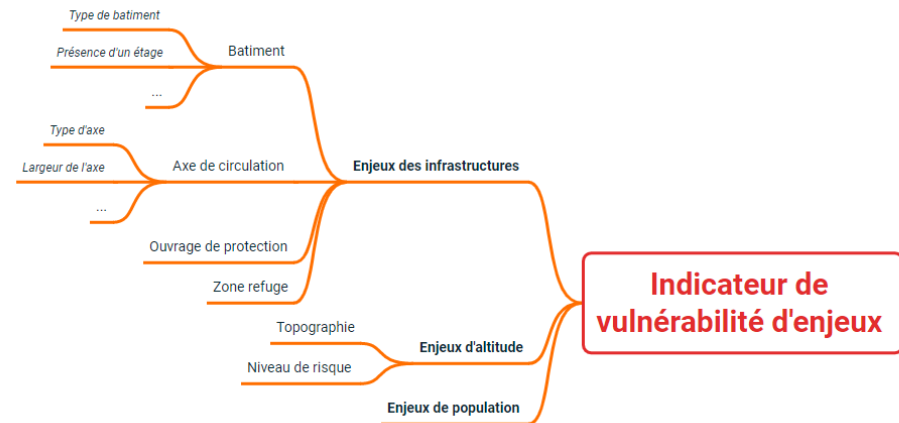 Type de batiment
Présence d'un étage
Batiment
...
Type d'axe
Largeur de l'axe
Axe de circulation
Enjeux des infrastructures
...
Ouvrage de protection
Zone refuge
Indicateur de
vulnérabilité d'enjeux
Topographie
Enjeux d'altitude
Niveau de risque
Enjeux de population